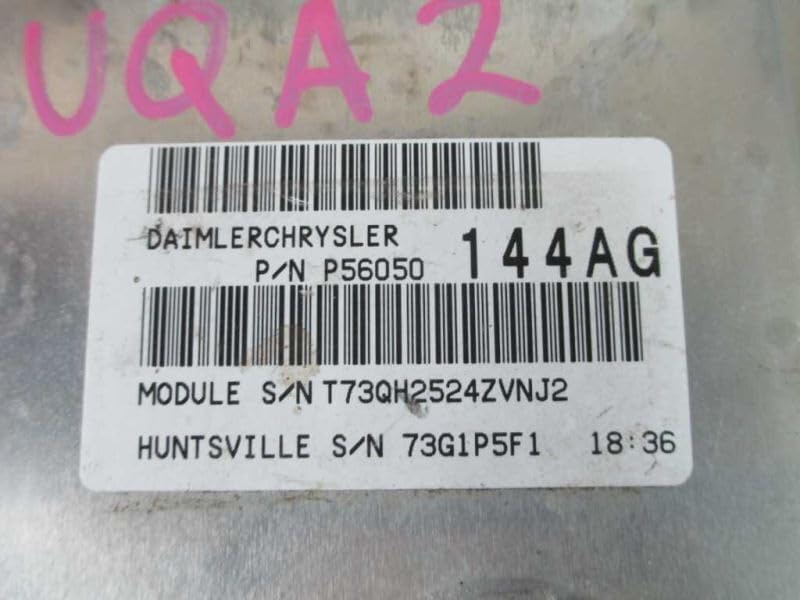 UQA2
DAIMLERCHRYSLER
P/N P56050 144AG
MODULE S/N T73QH2524ZVNJ2
HUNTSVILLE S/N 73G1P5F1 18:36